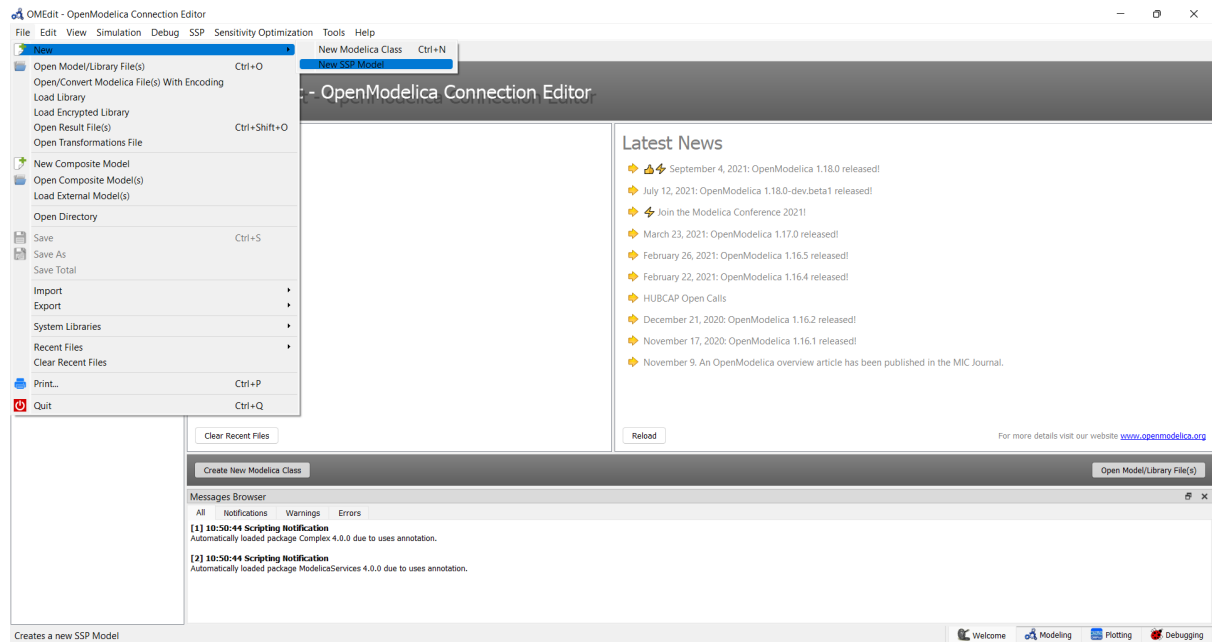 OMEdit - OpenModelica Connection Editor
File Edit View Simulation Debug SSP Sensitivity Optimization Tools Help
New
New Modelica Class Ctrl+N
New SSP Model
Open Model/Library File(s) Ctrl+O
Open/Convert Modelica File(s) With Encoding
Load Library
Load Encrypted Library
Open Result File(s) Ctrl+Shift+O
Open Transformations File
New Composite Model
Open Composite Model(s)
Load External Model(s)
Open Directory
Save Ctrl+S
Save As
Save Total
Import
Export
System Libraries
Recent Files
Clear Recent Files
Print... Ctrl+P
Quit Ctrl+Q
- OpenModelica Connection Editor
Latest News
September 4, 2021: OpenModelica 1.18.0 released!
July 12, 2021: OpenModelica 1.18.0-dev.beta1 released!
Join the Modelica Conference 2021!
March 23, 2021: OpenModelica 1.17.0 released!
February 26, 2021: OpenModelica 1.16.5 released!
February 22, 2021: OpenModelica 1.16.4 released!
HUBCAP Open Calls
December 21, 2020: OpenModelica 1.16.2 released!
November 17, 2020: OpenModelica 1.16.1 released!
November 9. An OpenModelica overview article has been published in the MIC Journal.
Clear Recent Files
Reload
For more details visit our website www.openmodelica.org
Create New Modelica Class
Open Model/Library File(s)
Messages Browser
All Notifications Warnings Errors
[1] 10:50:44 Scripting Notification
Automatically loaded package Complex 4.0.0 due to uses annotation.
[2] 10:50:44 Scripting Notification
Automatically loaded package ModelicaServices 4.0.0 due to uses annotation.
Creates a new SSP Model
Welcome Modeling Plotting Debugging